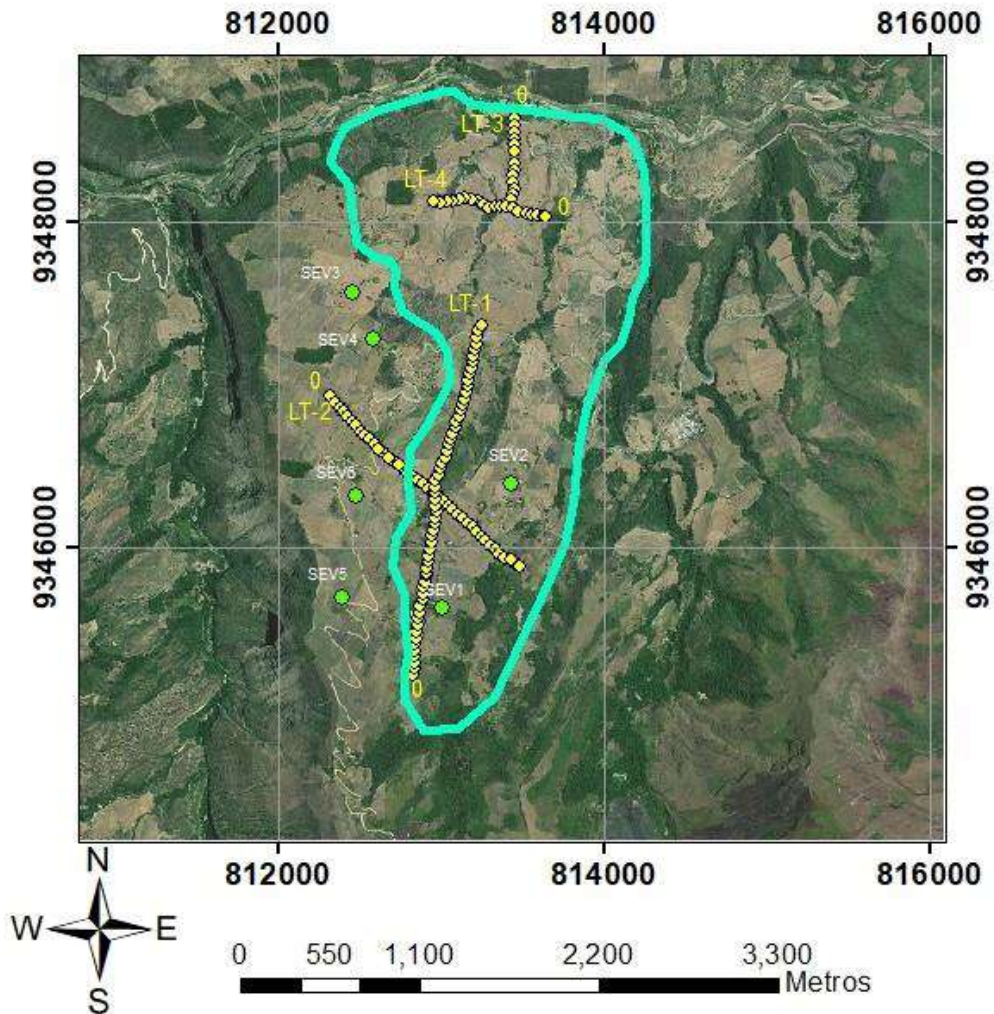 812000 814000 816000
0
LT-3
LT-4
0
9348000 9348000
SEV3
LT-1
SEV4
0
LT-2
SEV2
SEV6
9346000 9346000
SEV5
SEV1
0
812000 814000 816000
N
W E
S
0 550 1,100 2,200 3,300
Metros